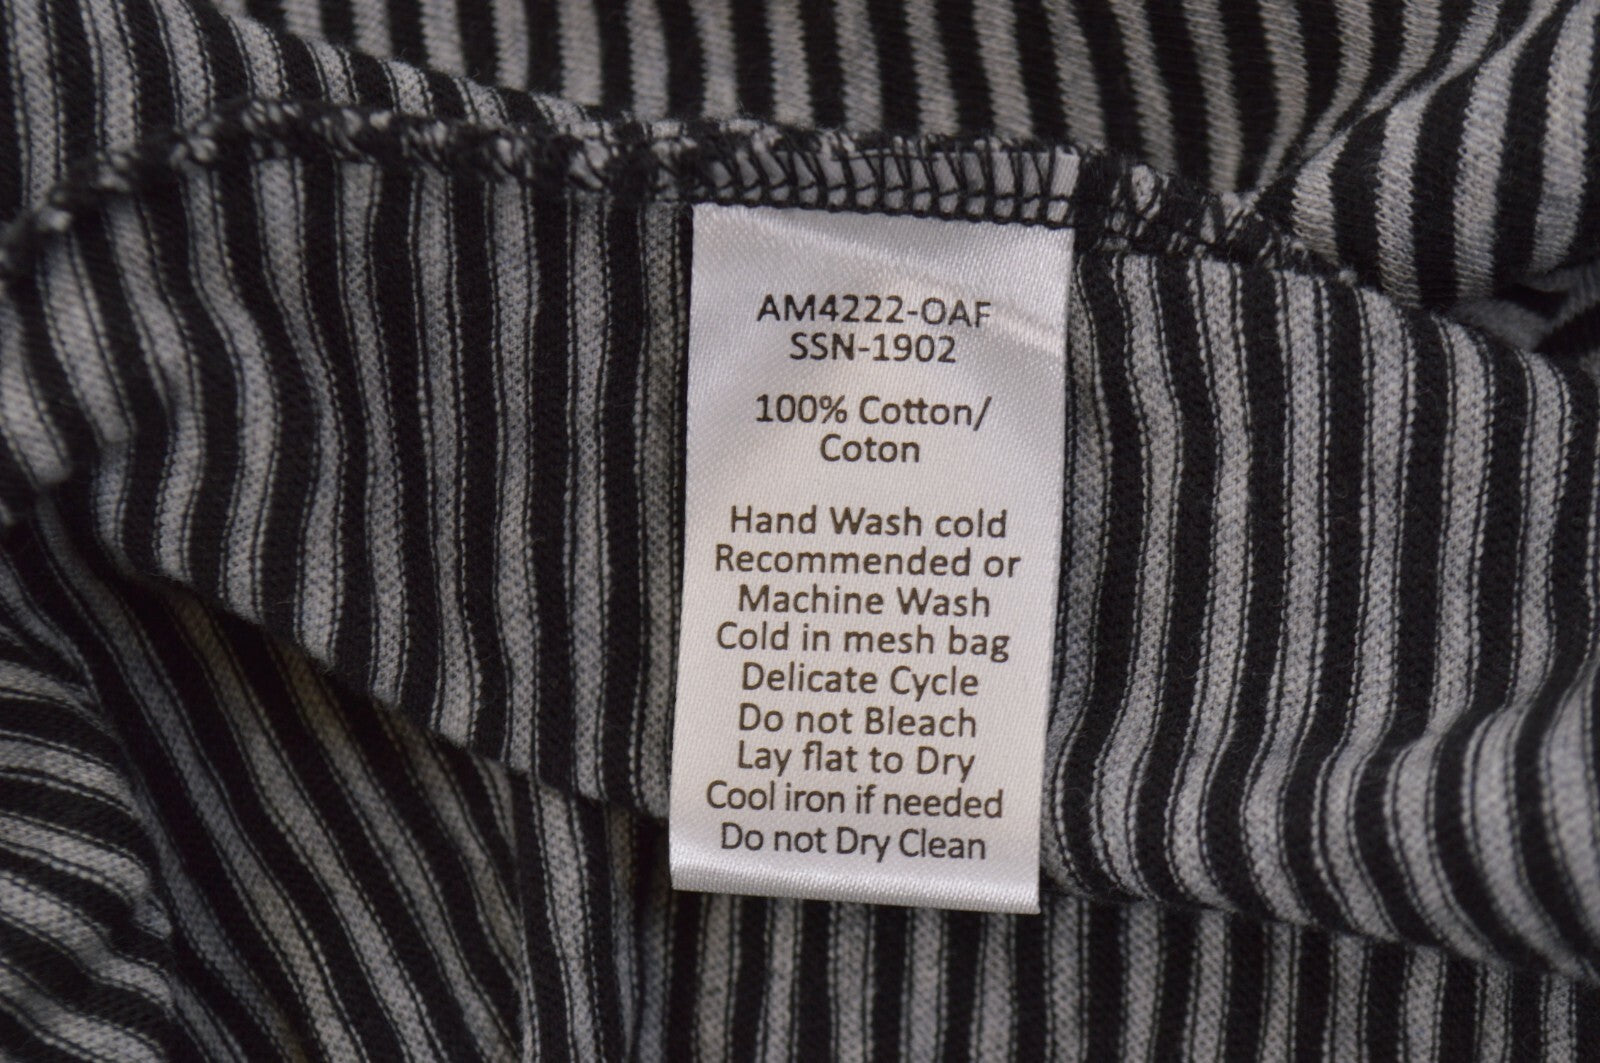 AM4222-OAF
SSN-1902
100% Cotton/
Coton
Hand Wash cold
Recommended or
Machine Wash
Cold in mesh bag
Delicate Cycle
Do not Bleach
Lay flat to Dry
Cool iron if needed
Do not Dry Clean